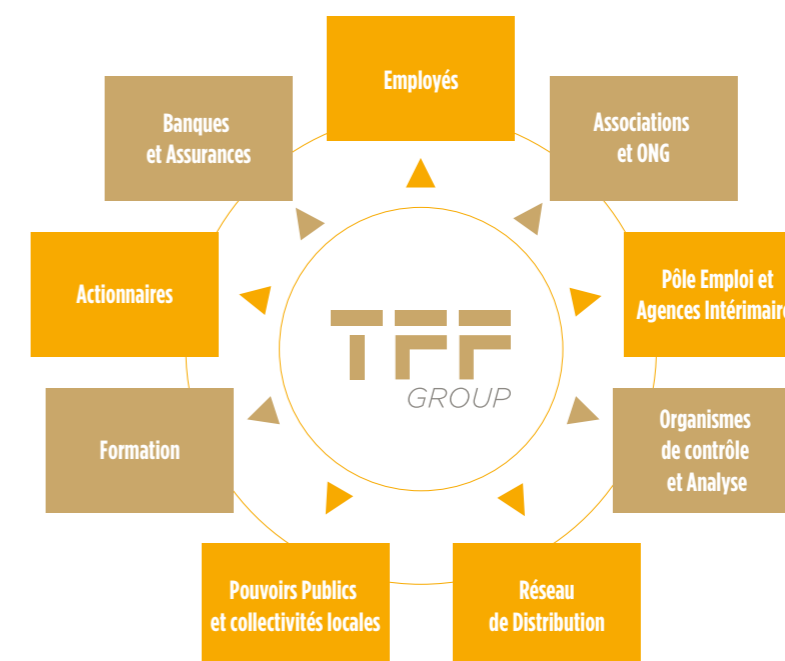 Employés
Banques
et Assurances
Associations
et ONG
Actionnaires
Pôle Emploi et
Agences Intérimaire
TFF
GROUP
Formation
Organismes
de contrôle
et Analyse
Pouvoirs Publics
et collectivités locales
Réseau
de Distribution